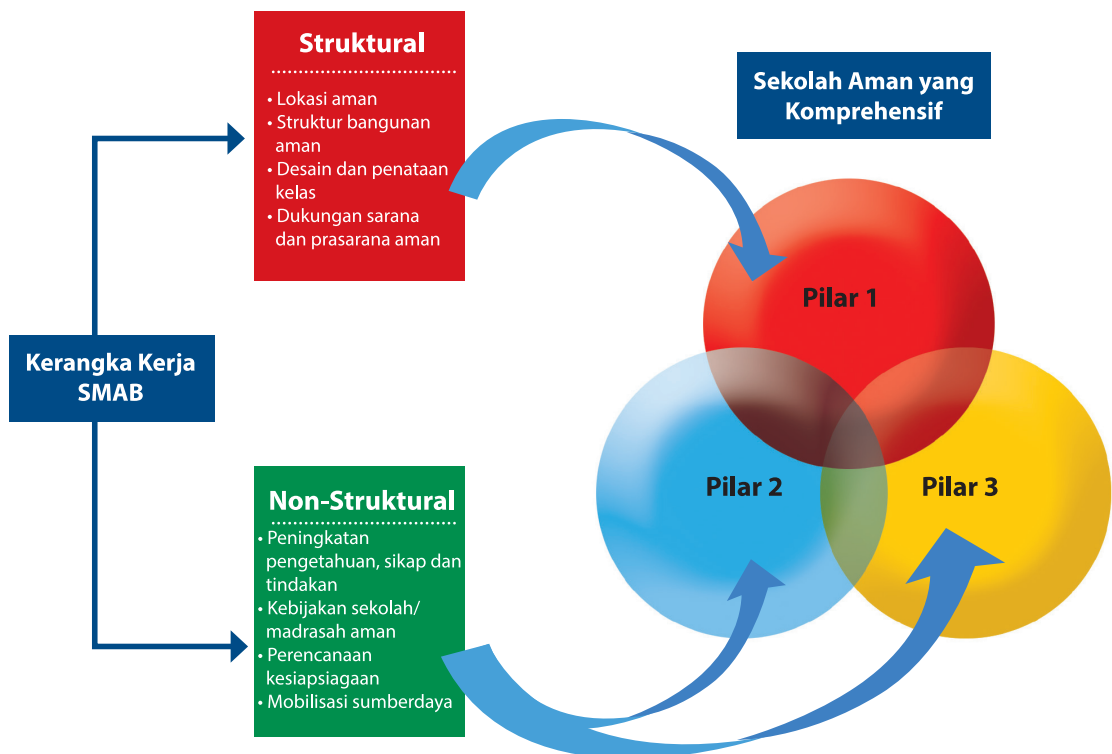 Struktural
• Lokasi aman
• Struktur bangunan
aman
• Desain dan penataan
kelas
• Dukungan sarana
dan prasarana aman
Sekolah Aman yang
Komprehensif
Kerangka Kerja
SMAB
Pilar 1
Pilar 2
Pilar 3
Non-Struktural
• Peningkatan
pengetahuan, sikap dan
tindakan
• Kebijakan sekolah/
madrasah aman
• Perencanaan
kesiapsiagaan
• Mobilisasi sumberdaya